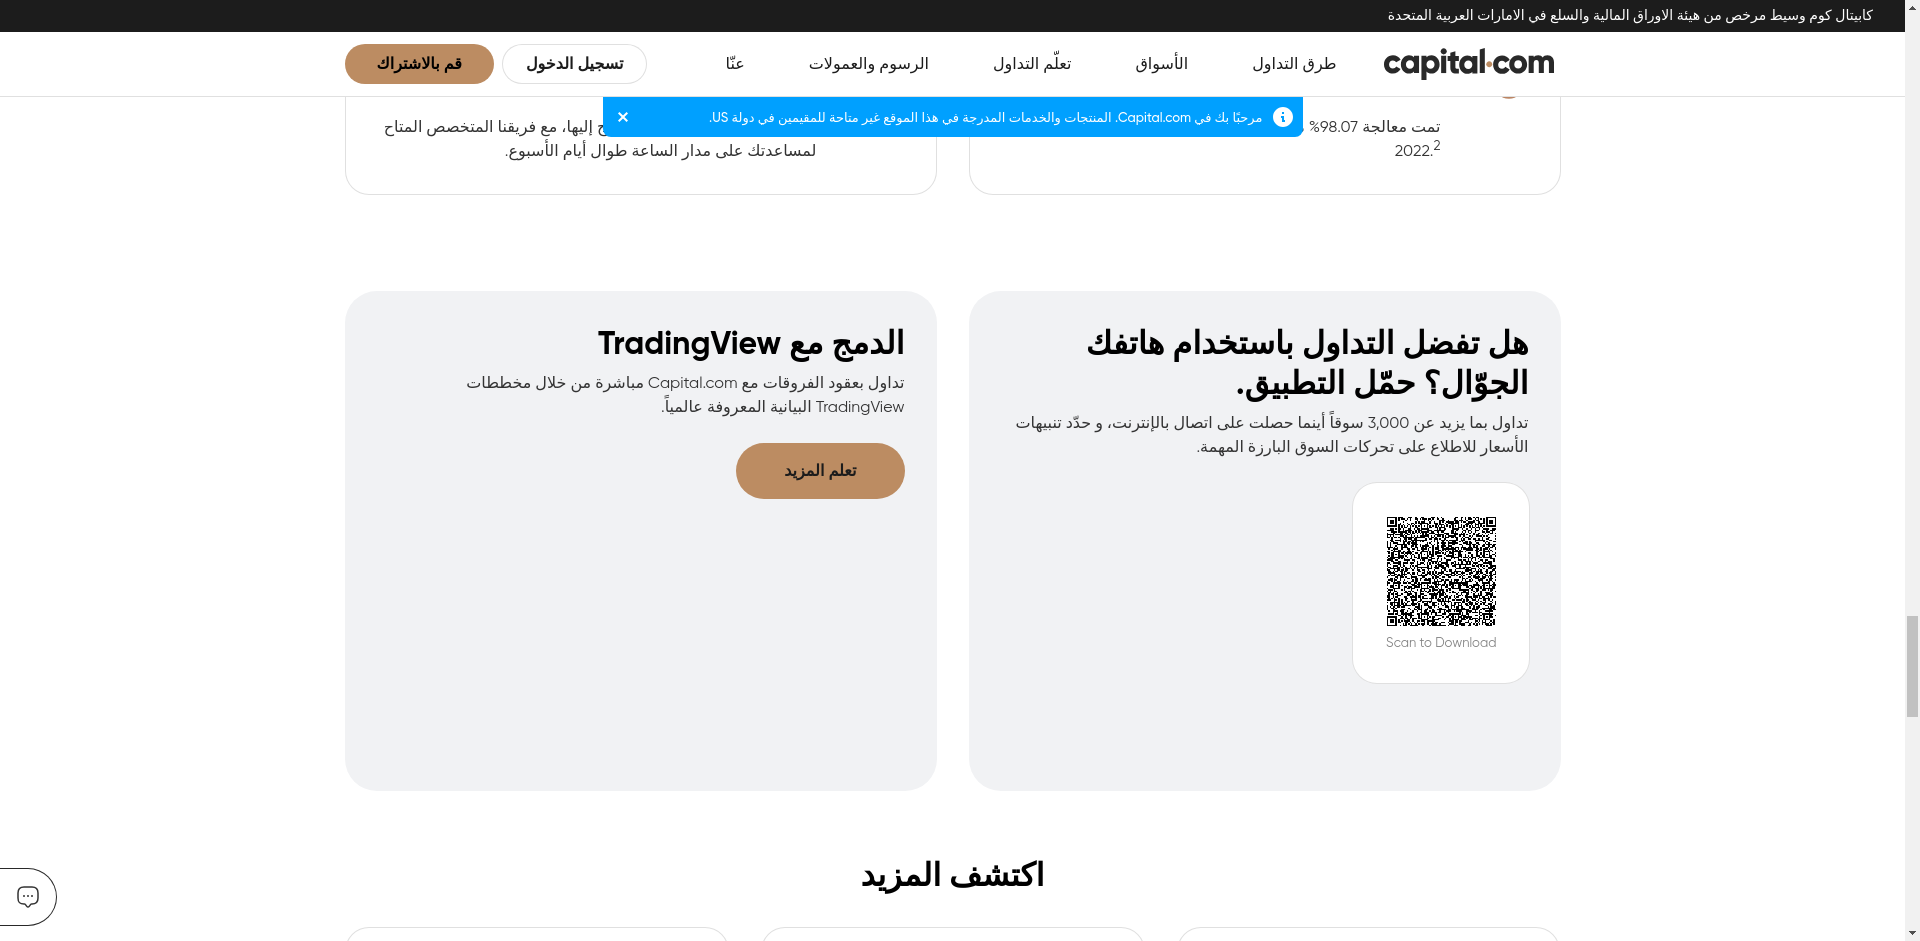 كابيتال كوم وسيط مرخص من هيئة الاوراق المالية والسلع في الامارات العربية المتحدة
capital.com
طرق التداول
الأسواق
تعلّم التداول
الرسوم والعمولات
عنّا
تسجيل الدخول
قم بالاشتراك
مرحبًا بك في Capital.com. المنتجات والخدمات المدرجة في هذا الموقع غير متاحة للمقيمين في دولة US.
تمت معالجة 98.07%
2022.2
إليها، مع فريقنا المتخصص المتاح
لمساعدتك على مدار الساعة طوال أيام الأسبوع.
هل تفضل التداول باستخدام هاتفك
الجوّال؟ حمّل التطبيق.
تداول بما يزيد عن 3,000 سوقاً أينما حصلت على اتصال بالإنترنت، و حدّد تنبيهات
الأسعار للاطلاع على تحركات السوق البارزة المهمة.
Scan to Download
الدمج مع TradingView
تداول بعقود الفروقات مع Capital.com مباشرة من خلال مخططات
TradingView البيانية المعروفة عالمياً.
تعلم المزيد
اكتشف المزيد